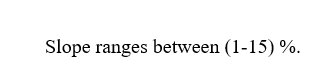 Slope ranges between (1-15) %.